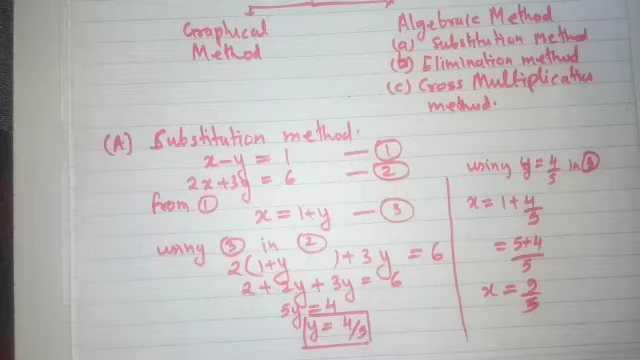 Graphical
Method
Algebraic Method
(a) Substitution Method
(b) Elimination method
(c) Cross Multiplication
method.
(A) Substitution method.
x-y = 1 — ①
2x+3y = 6 — ②
from ①
x = 1+y — ③
using ③ in ②
2(1+y ) + 3y = 6
2 + 2y + 3y = 6
5y = 4
y = 4/5
using y = 4/5 in ③
x = 1 + 4/5
= 5+4/5
x = 9/5